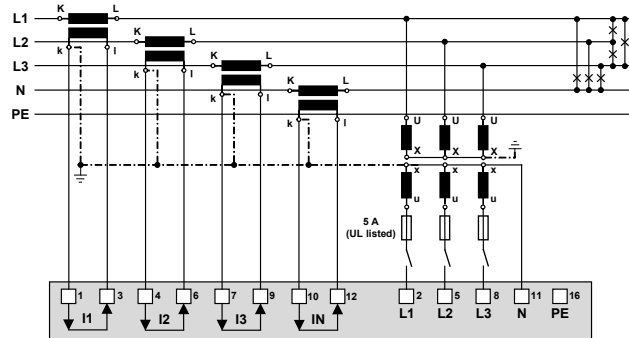 L1 K L
L2 k l K L
L3 k l K L
N k l K L
PE k l U U U
X X X
x x x
u u u
5 A
(UL listed)
1 3 4 6 7 9 10 12 2 5 8 11 16
I1 I2 I3 IN L1 L2 L3 N PE